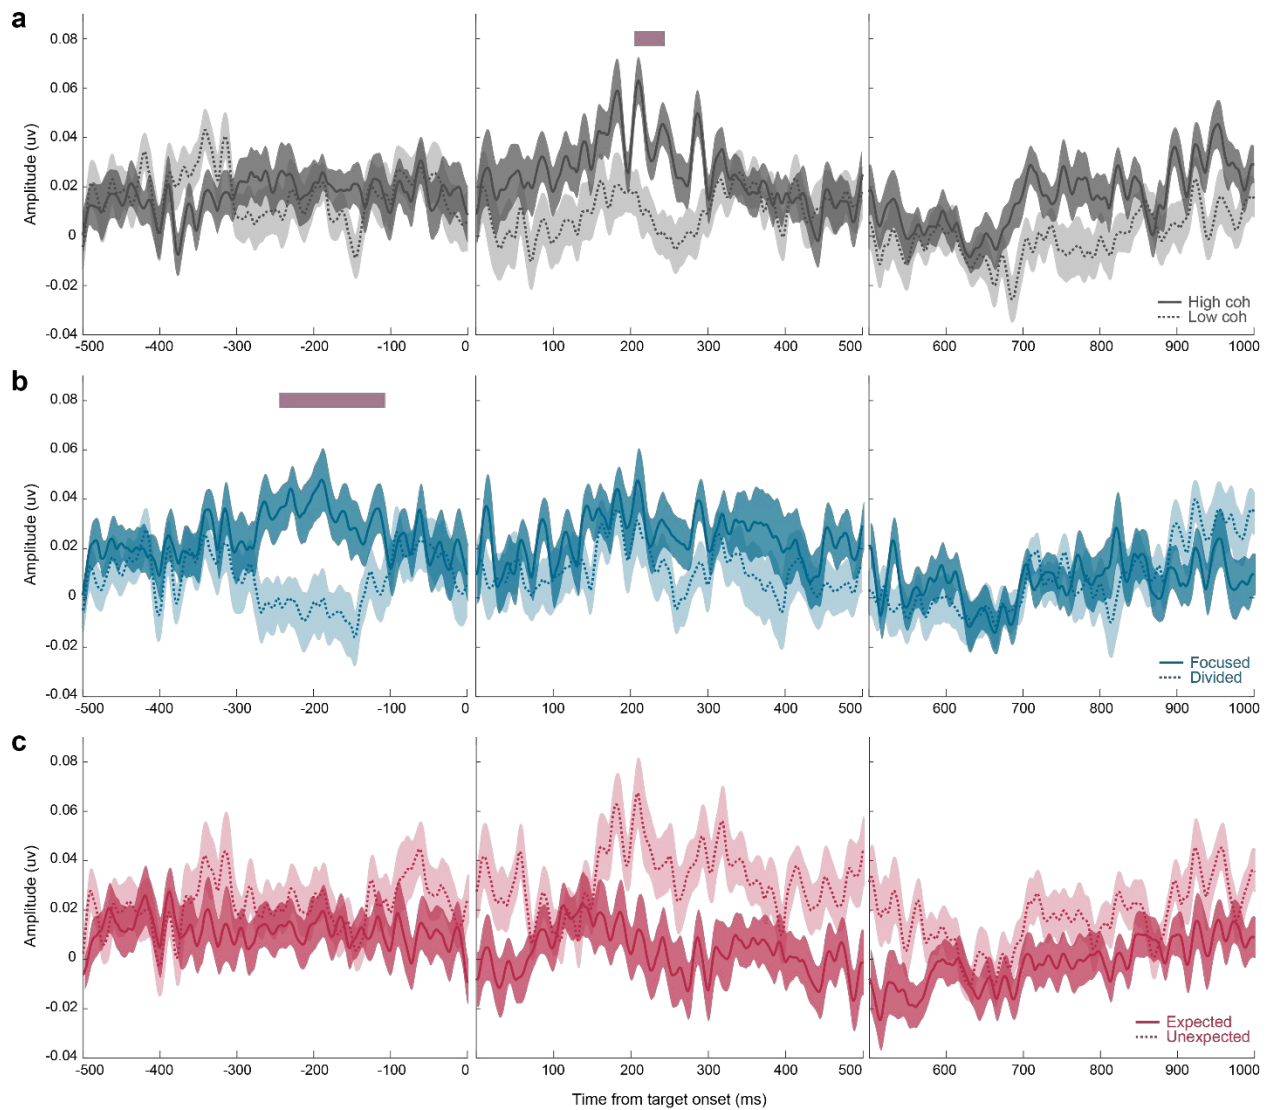 a
0.08
0.06
0.04
0.02
0
-0.02
-0.04
Amplitude (uv)
High coh
Low coh
-500 -400 -300 -200 -100 0 100 200 300 400 500 600 700 800 900 1000
b
0.08
0.06
0.04
0.02
0
-0.02
-0.04
Amplitude (uv)
Focused
Divided
-500 -400 -300 -200 -100 0 100 200 300 400 500 600 700 800 900 1000
c
0.08
0.06
0.04
0.02
0
-0.02
-0.04
Amplitude (uv)
Expected
Unexpected
-500 -400 -300 -200 -100 0 100 200 300 400 500 600 700 800 900 1000
Time from target onset (ms)